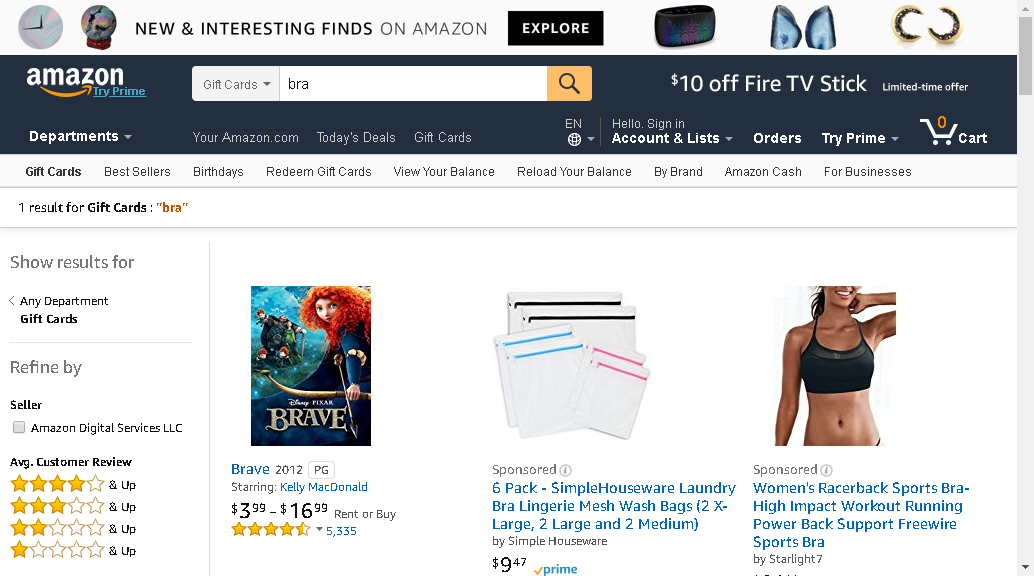 NEW & INTERESTING FINDS ON AMAZON
EXPLORE
amazon
Try Prime
Gift Cards
bra
$10 off Fire TV Stick
Limited-time offer
Departments
Your Amazon.com
Today's Deals
Gift Cards
EN
Hello. Sign in
Account & Lists
Orders
Try Prime
0
Cart
Gift Cards
Best Sellers
Birthdays
Redeem Gift Cards
View Your Balance
Reload Your Balance
By Brand
Amazon Cash
For Businesses
1 result for Gift Cards : "bra"
Show results for
Any Department
Gift Cards
Refine by
Seller
Amazon Digital Services LLC
Avg. Customer Review
& Up
& Up
& Up
& Up
DISNEY PIXAR
BRAVE
Brave 2012 PG
Starring: Kelly MacDonald
$3.99 - $16.99 Rent or Buy
5,335
Sponsored
6 Pack - SimpleHouseware Laundry
Bra Lingerie Mesh Wash Bags (2 X-
Large, 2 Large and 2 Medium)
by Simple Houseware
$9.47 prime
Sponsored
Women's Racerback Sports Bra-
High Impact Workout Running
Power Back Support Freewire
Sports Bra
by Starlight7